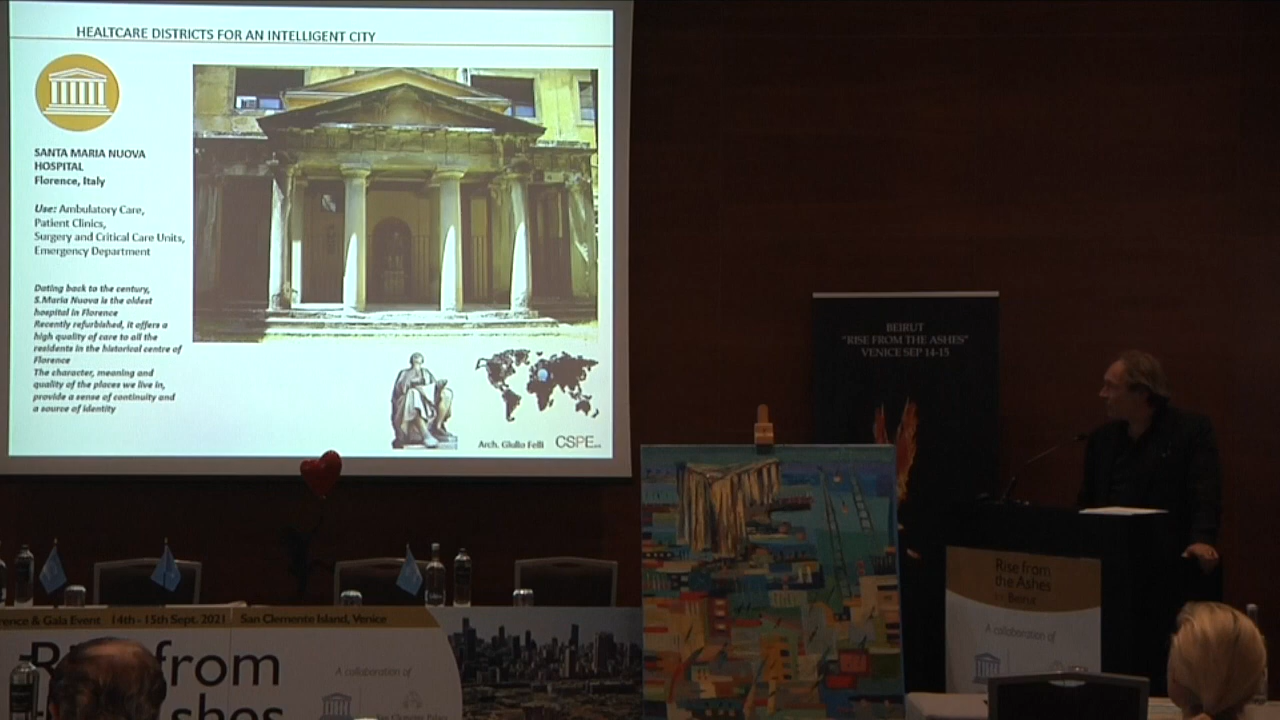 HEALTCARE DISTRICTS FOR AN INTELLIGENT CITY
SANTA MARIA NUOVA
HOSPITAL
Florence, Italy
Use: Ambulatory Care,
Patient Clinics,
Surgery and Critical Care Units,
Emergency Department
Dating back to the century,
S.Maria Nuova is the oldest
hospital in Florence
Recently refurbished, it offers a
high quality of care to all the
residents in the historical centre of
Florence
The character, meaning and
quality of the places we live in,
provide a sense of continuity and
a source of identity
Arch. Giulio Felli
CSPE
BEIRUT
"RISE FROM THE ASHES"
VENICE SEP 14-15
Rise from
the Ashes
Beirut
A collaboration of
& Gala Event 14th - 15th Sept. 2021 San Clemente Island, Venice
from
A collaboration of